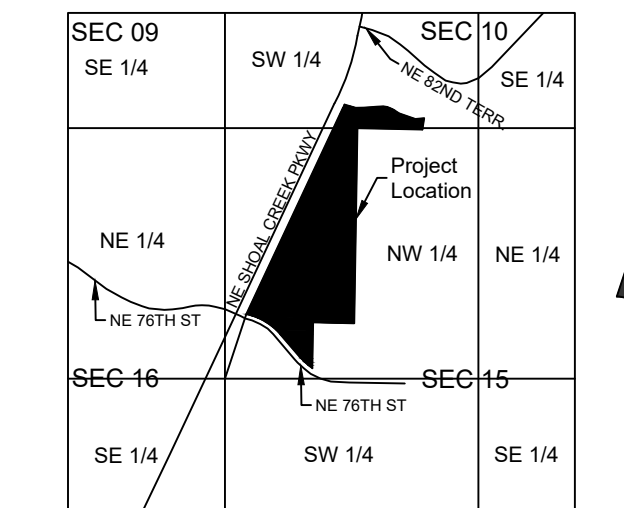 SEC 09
SE 1/4
SW 1/4
SEC 10
SE 1/4
NE 82ND TERR.
NE SHOAL CREEK PKWY
Project
Location
NE 1/4
NW 1/4
NE 1/4
NE 76TH ST
SEC 16
SEC 15
NE 76TH ST
SE 1/4
SW 1/4
SE 1/4